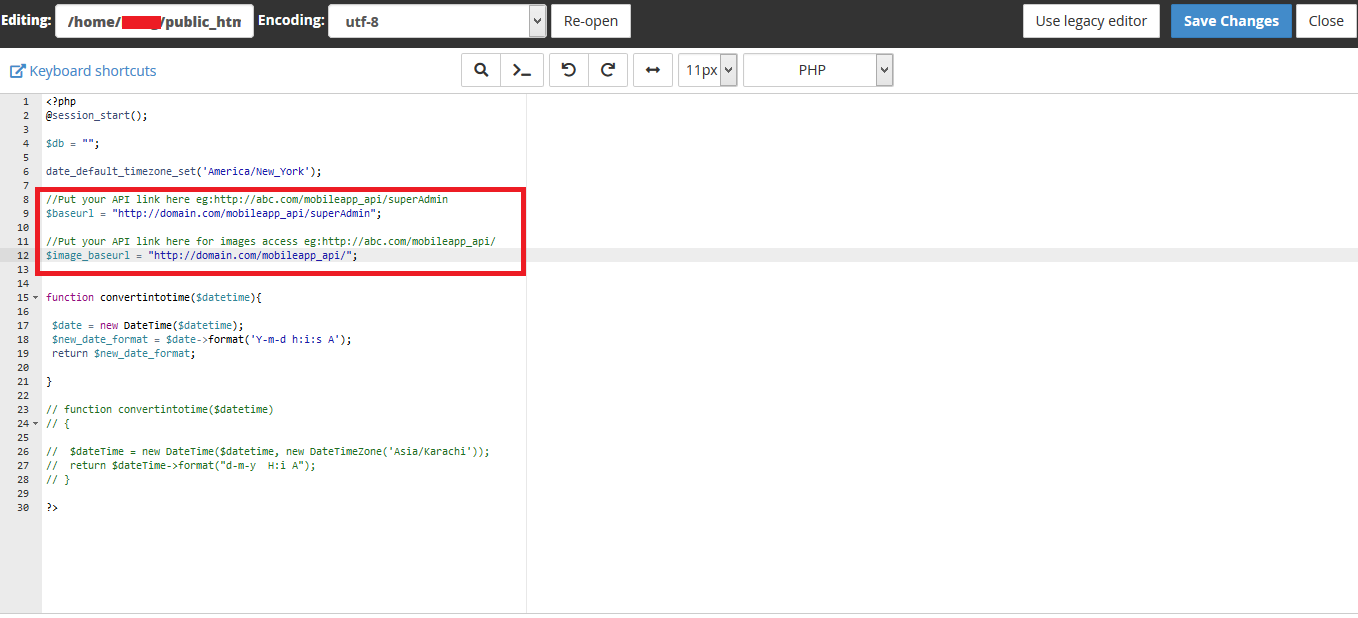 Editing: /home/ /public_htm Encoding: utf-8 Re-open Use legacy editor Save Changes Close
Keyboard shortcuts 11px PHP
1 <?php
2 @session_start();
3
4 $db = "";
5
6 date_default_timezone_set('America/New_York');
7
8 //Put your API link here eg:http://abc.com/mobileapp_api/superAdmin
9 $baseurl = "http://domain.com/mobileapp_api/superAdmin";
10
11 //Put your API link here for images access eg:http://abc.com/mobileapp_api/
12 $image_baseurl = "http://domain.com/mobileapp_api/";
13
14
15 function convertintotime($datetime){
16
17 $date = new DateTime($datetime);
18 $new_date_format = $date->format('Y-m-d h:i:s A');
19 return $new_date_format;
20
21 }
22
23 // function convertintotime($datetime)
24 // {
25
26 //  $dateTime = new DateTime($datetime, new DateTimeZone('Asia/Karachi'));
27 //  return $dateTime->format("d-m-y  H:i A");
28 // }
29
30 ?>